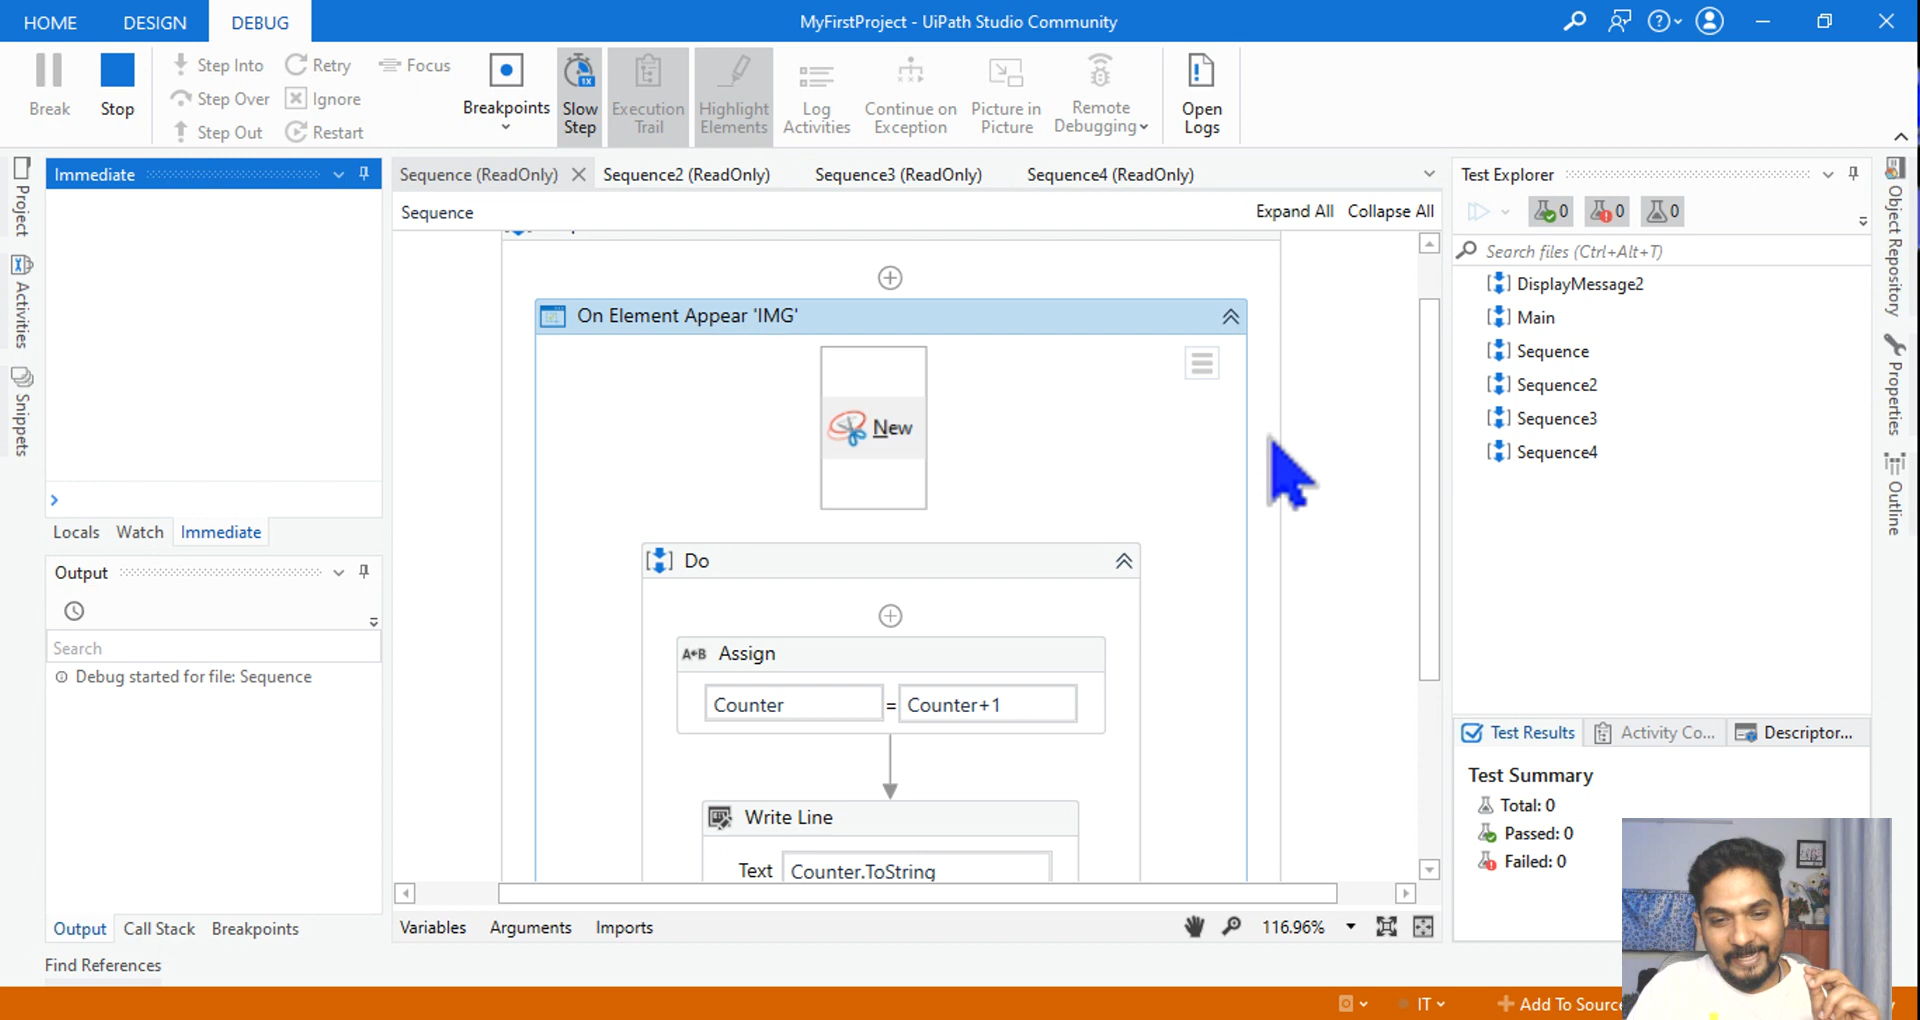 HOME DESIGN DEBUG MyFirstProject - UiPath Studio Community
Break Stop Step Into Retry Focus Breakpoints Slow Step Execution Trail Highlight Elements Log Activities Continue on Exception Picture in Picture Remote Debugging Open Logs
Step Over Ignore
Step Out Restart
Immediate
Sequence (ReadOnly) Sequence2 (ReadOnly) Sequence3 (ReadOnly) Sequence4 (ReadOnly)
Test Explorer
Sequence Expand All Collapse All
0 0 0
Search files (Ctrl+Alt+T)
DisplayMessage2
Main
Sequence
Sequence2
Sequence3
Sequence4
Project
Activities
Snippets
On Element Appear 'IMG'
New
Do
A+B Assign
Counter = Counter+1
Write Line
Text Counter.ToString
Locals Watch Immediate
Output
Search
Debug started for file: Sequence
Object Repository
Properties
Outline
Test Results Activity Co... Descriptor...
Test Summary
Total: 0
Passed: 0
Failed: 0
Output Call Stack Breakpoints
Variables Arguments Imports 116.96%
Find References
IT Add To Sourc